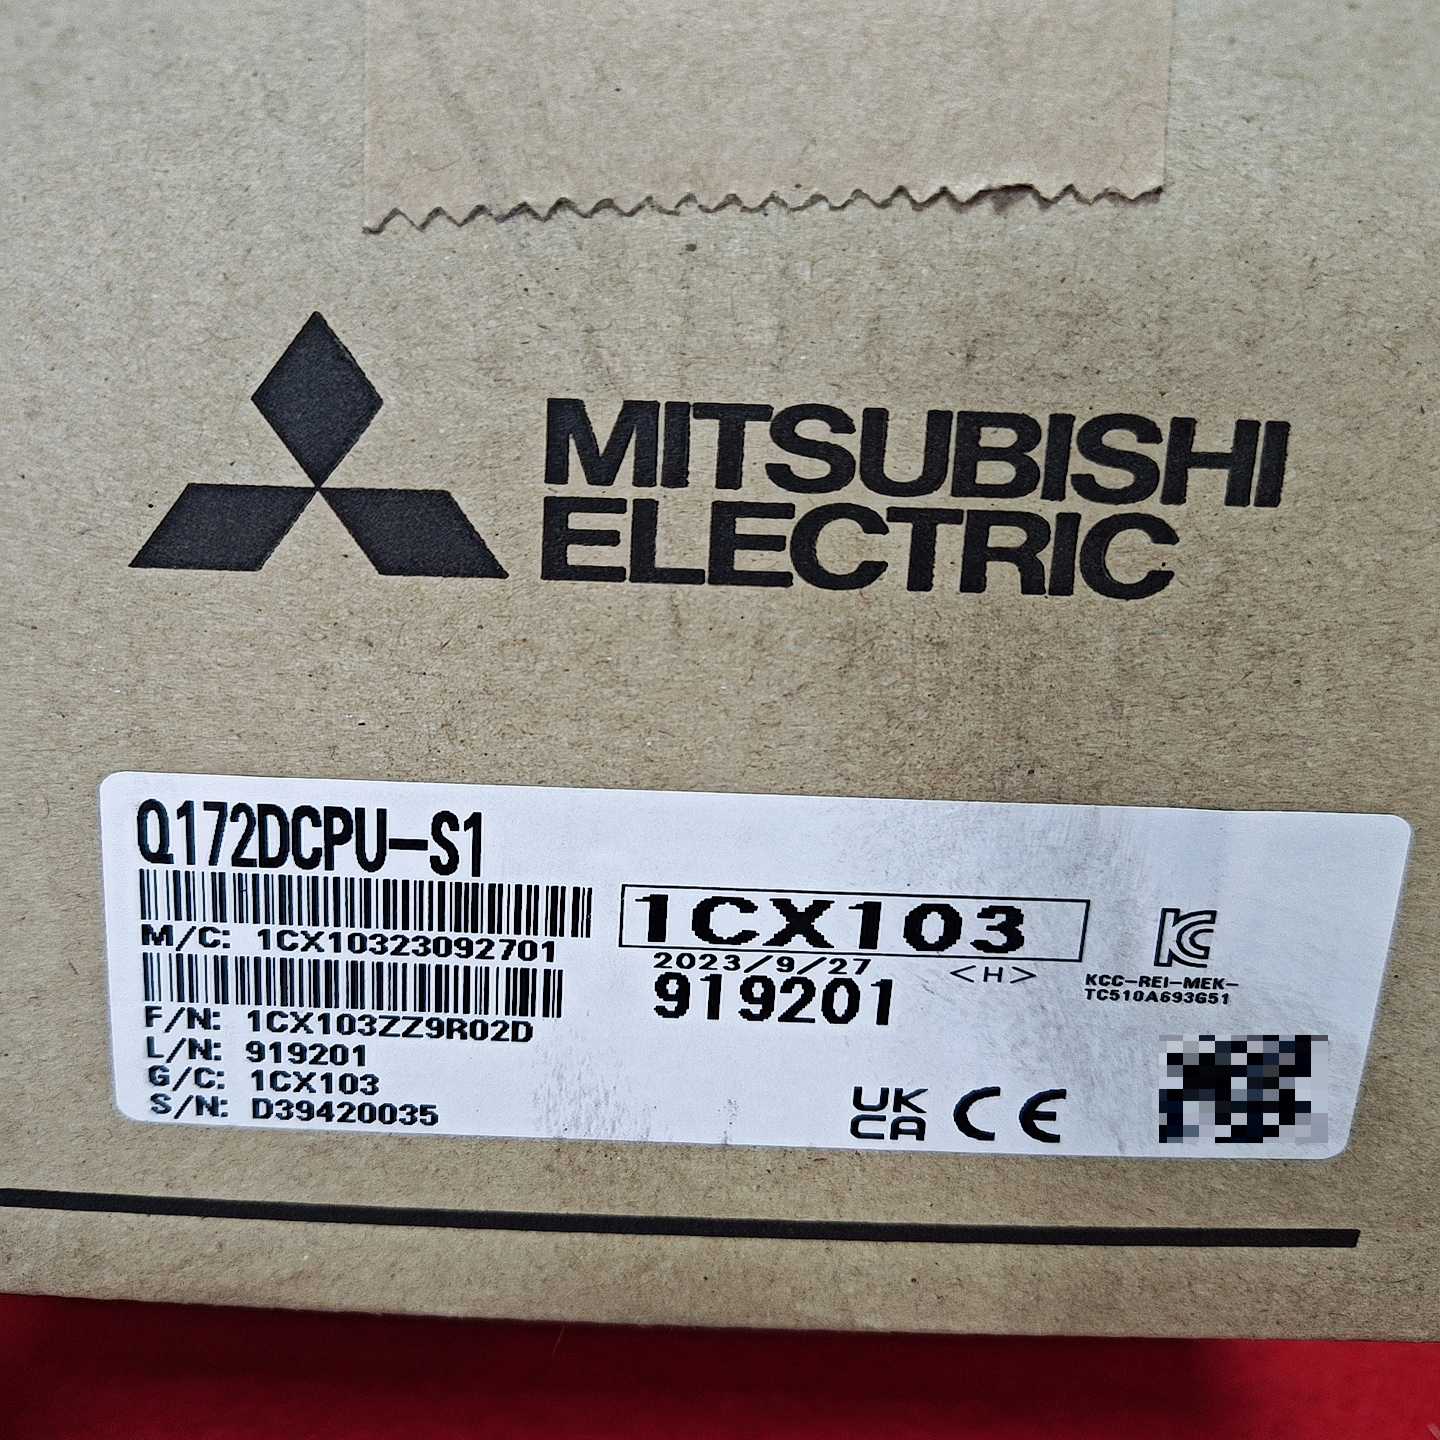 MITSUBISHI
ELECTRIC
Q172DCPU-S1
M/C: 1CX10323092701
F/N: 1CX103ZZ9R02D
L/N: 919201
G/C: 1CX103
S/N: D39420035
1CX103
2023/9/27 <H>
919201
KC
KCC-REI-MEK-
TC510A693G51
UK
CA
CE